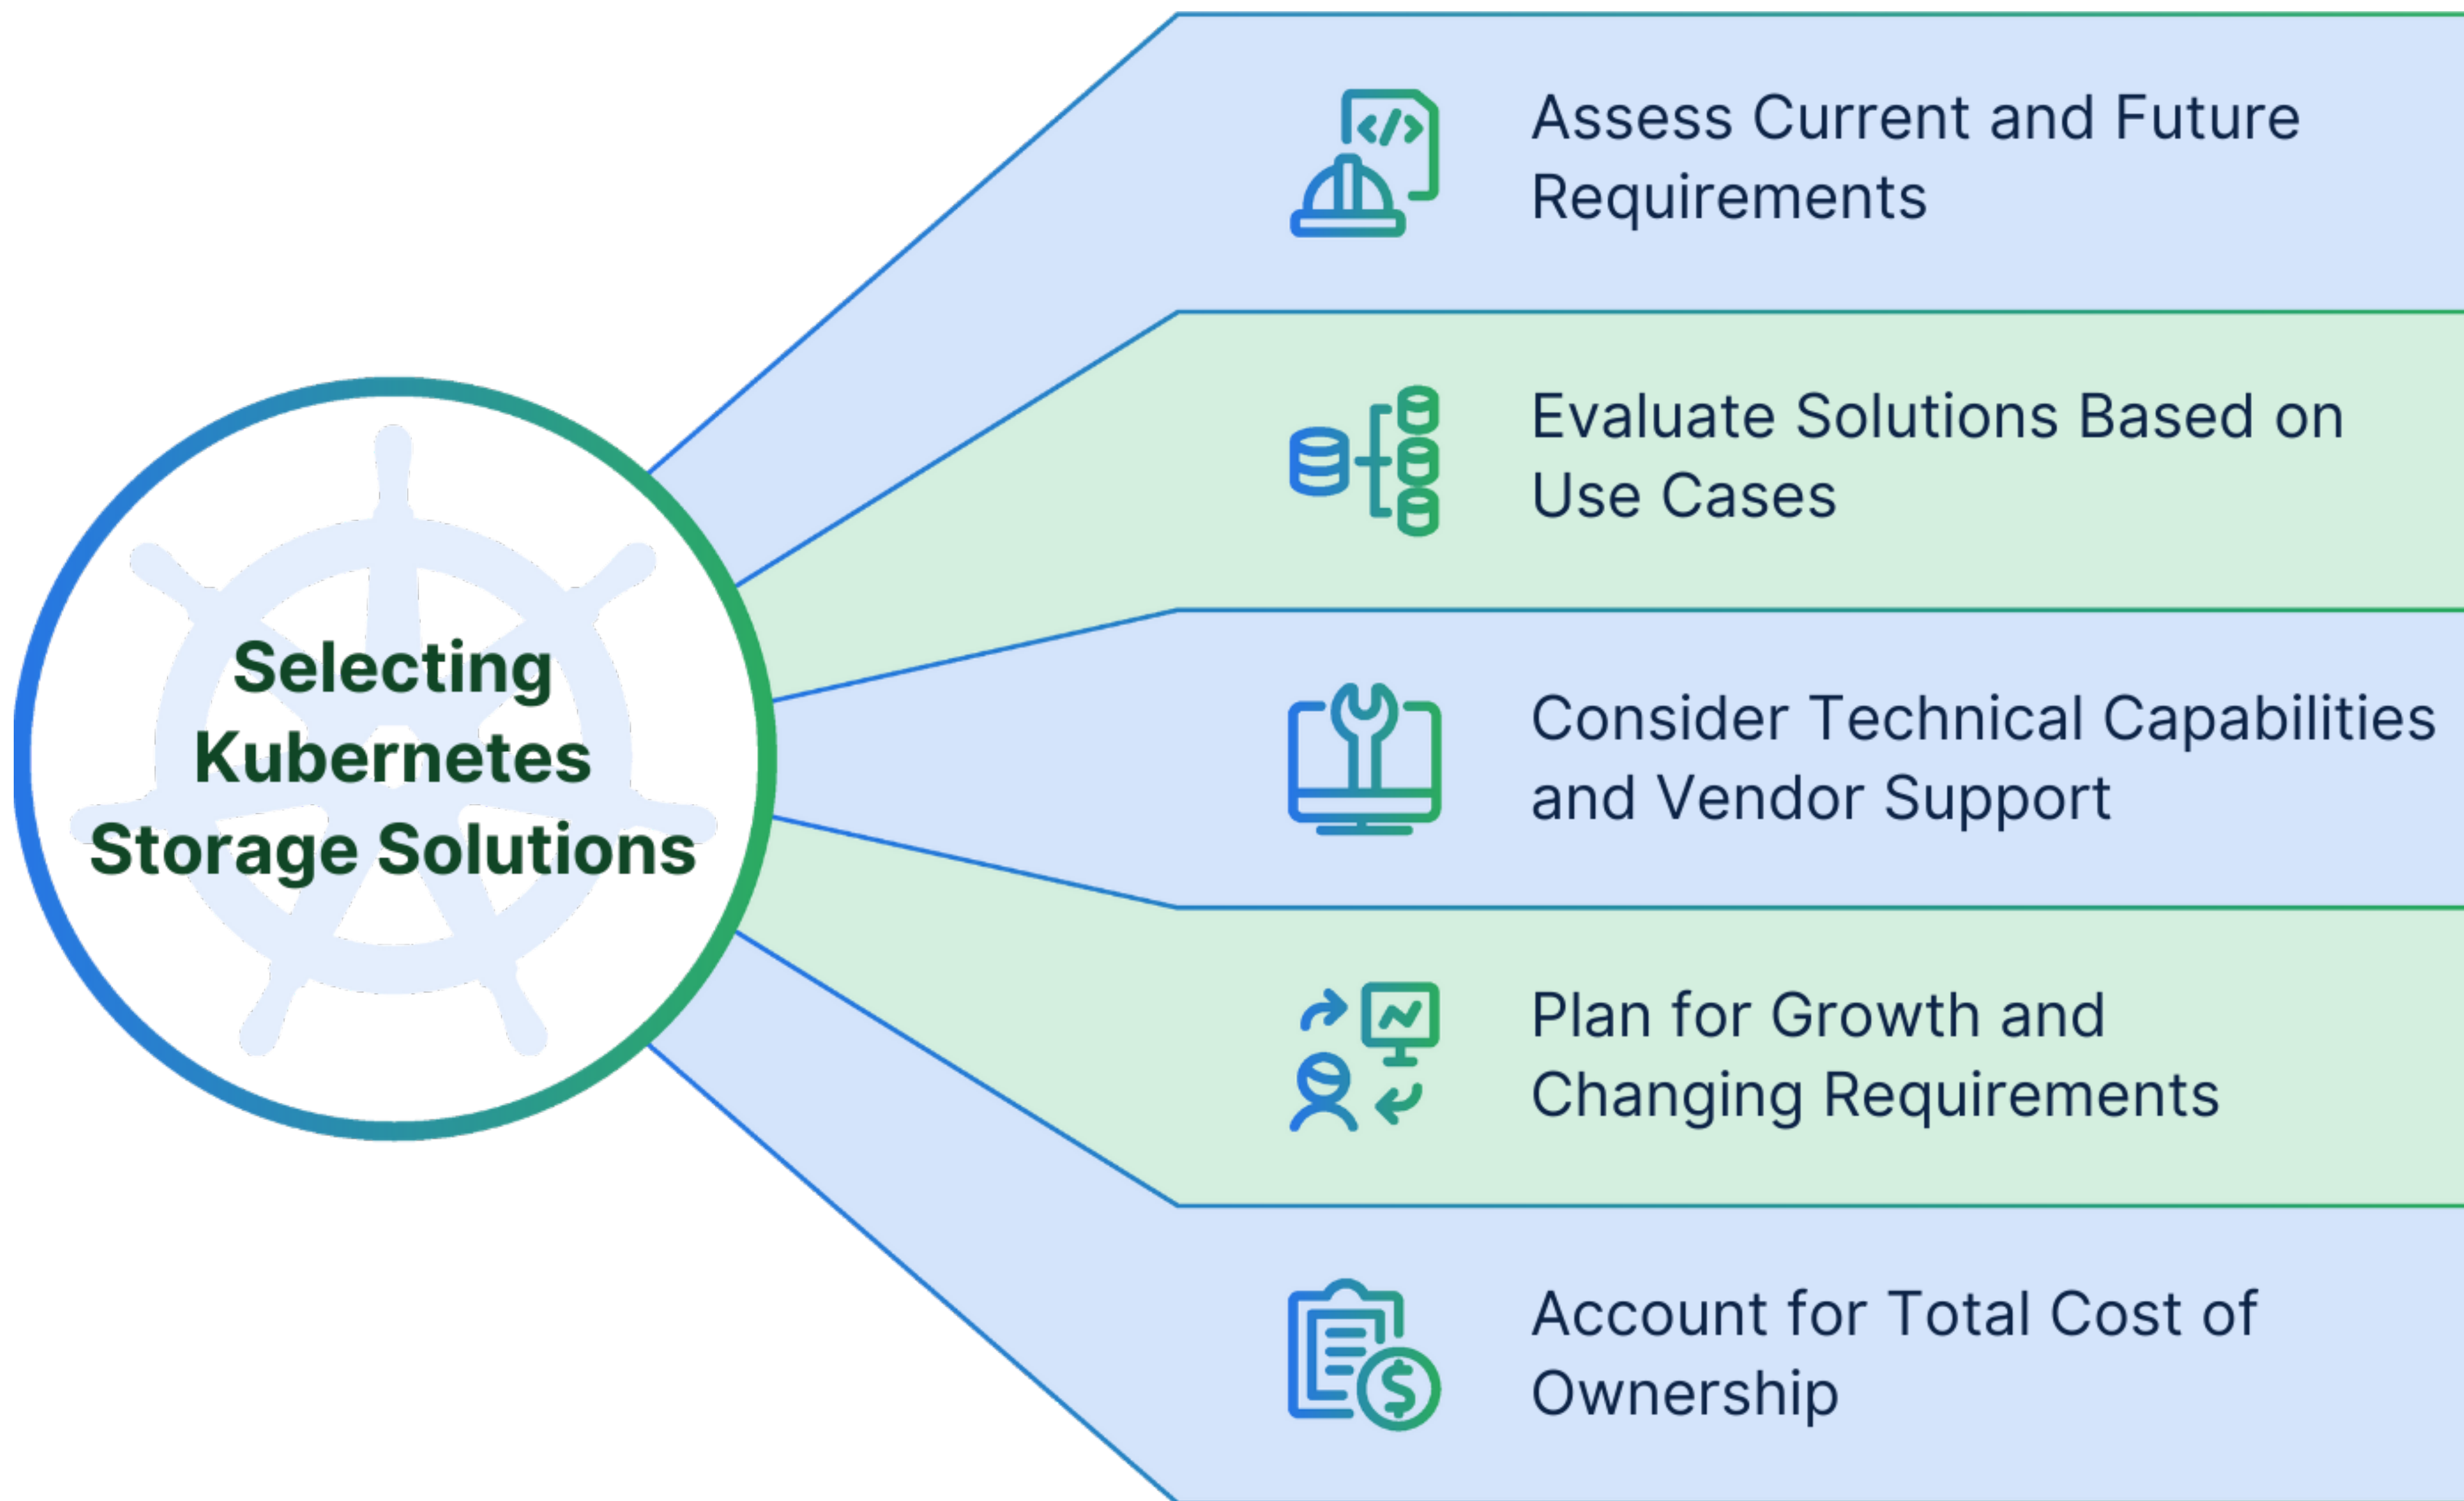 Selecting
Kubernetes
Storage Solutions
Assess Current and Future
Requirements
Evaluate Solutions Based on
Use Cases
Consider Technical Capabilities
and Vendor Support
Plan for Growth and
Changing Requirements
Account for Total Cost of
Ownership